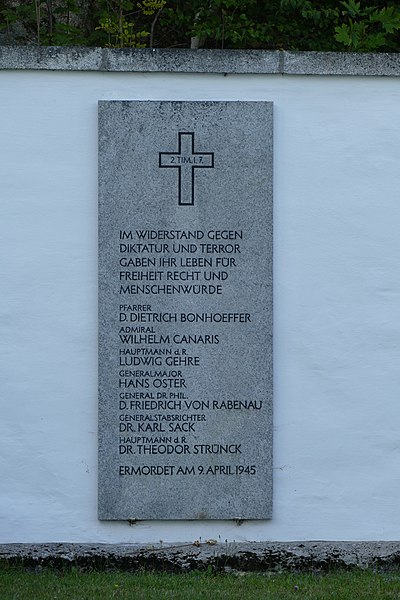 2. TIM. 1. 7.
IM WIDERSTAND GEGEN
DIKTATUR UND TERROR
GABEN IHR LEBEN FÜR
FREIHEIT RECHT UND
MENSCHENWÜRDE
PFARRER
D. DIETRICH BONHOEFFER
ADMIRAL
WILHELM CANARIS
HAUPTMANN d. R.
LUDWIG GEHRE
GENERALMAJOR
HANS OSTER
GENERAL DR. PHIL.
D. FRIEDRICH VON RABENAU
GENERALSTABSRICHTER
DR. KARL SACK
HAUPTMANN d. R.
DR. THEODOR STRÜNCK
ERMORDET AM 9. APRIL 1945